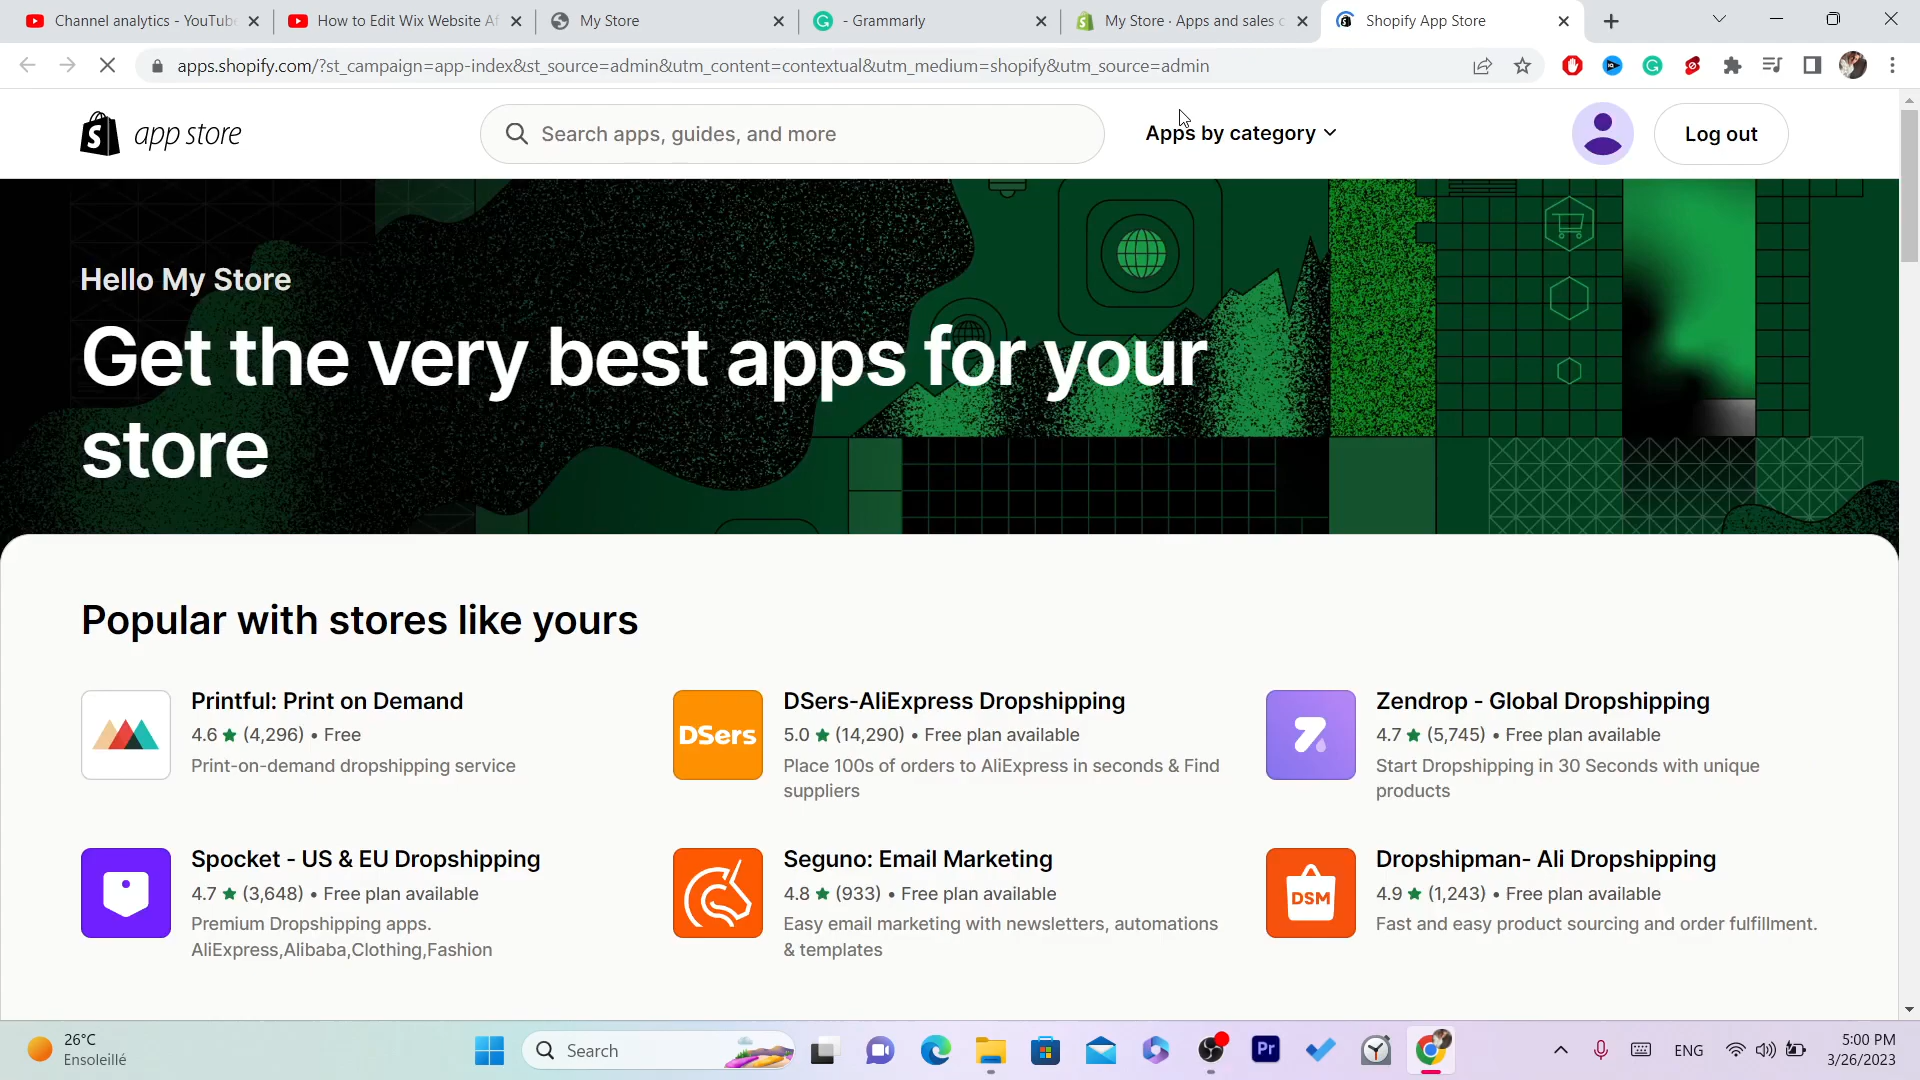 Channel analytics - YouTube
How to Edit Wix Website Af
My Store
- Grammarly
My Store · Apps and sales c
Shopify App Store
apps.shopify.com/?st_campaign=app-index&st_source=admin&utm_content=contextual&utm_medium=shopify&utm_source=admin
app store
Search apps, guides, and more
Apps by category
Log out
Hello My Store
Get the very best apps for your
store
Popular with stores like yours
Printful: Print on Demand
4.6 ★ (4,296) • Free
Print-on-demand dropshipping service
DSers
DSers-AliExpress Dropshipping
5.0 ★ (14,290) • Free plan available
Place 100s of orders to AliExpress in seconds & Find
suppliers
Zendrop - Global Dropshipping
4.7 ★ (5,745) • Free plan available
Start Dropshipping in 30 Seconds with unique
products
Spocket - US & EU Dropshipping
4.7 ★ (3,648) • Free plan available
Premium Dropshipping apps.
AliExpress,Alibaba,Clothing,Fashion
Seguno: Email Marketing
4.8 ★ (933) • Free plan available
Easy email marketing with newsletters, automations
& templates
DSM
Dropshipman- Ali Dropshipping
4.9 ★ (1,243) • Free plan available
Fast and easy product sourcing and order fulfillment.
26°C
Ensoleillé
Search
Pr
ENG
5:00 PM
3/26/2023